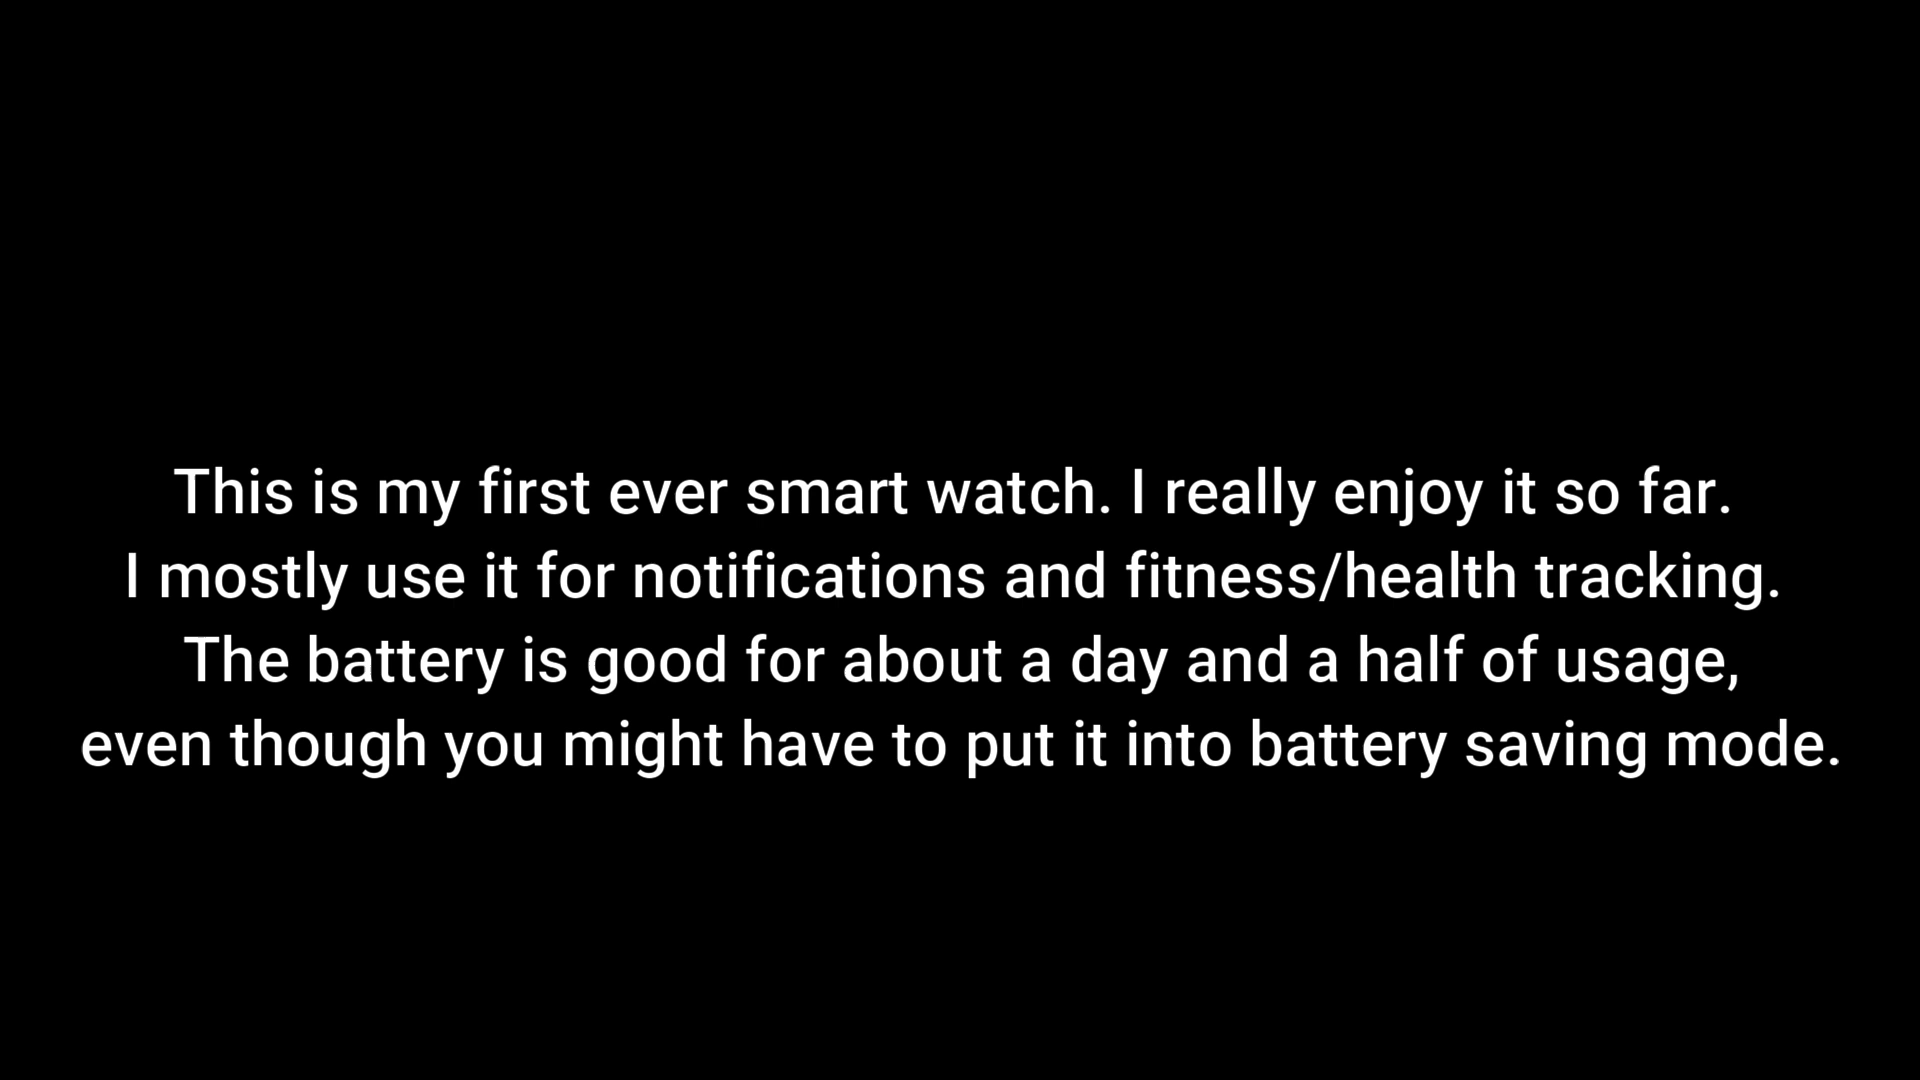 This is my first ever smart watch. I really enjoy it so far.
I mostly use it for notifications and fitness/health tracking.
The battery is good for about a day and a half of usage,
even though you might have to put it into battery saving mode.